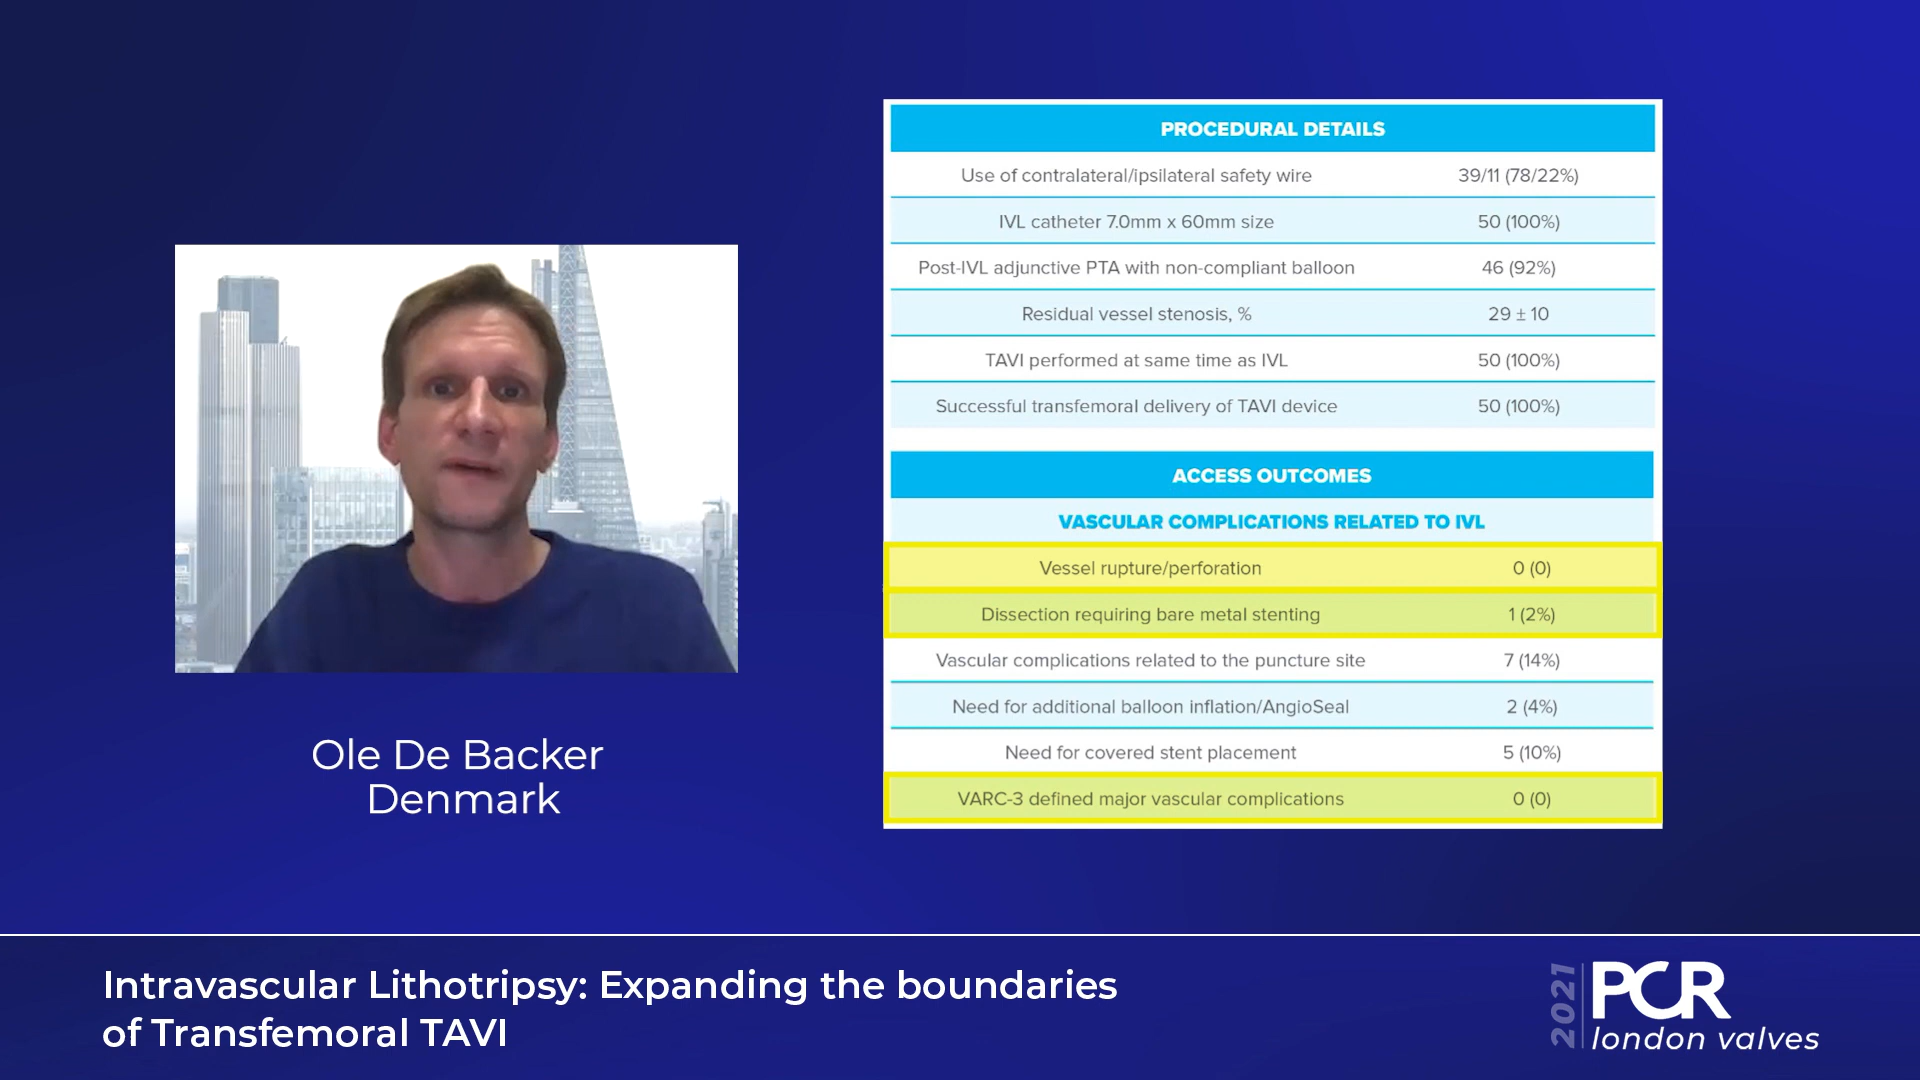 PROCEDURAL DETAILS
Use of contralateral/ipsilateral safety wire 39/11 (78/22%)
IVL catheter 7.0mm x 60mm size 50 (100%)
Post-IVL adjunctive PTA with non-compliant balloon 46 (92%)
Residual vessel stenosis, % 29 ± 10
TAVI performed at same time as IVL 50 (100%)
Successful transfemoral delivery of TAVI device 50 (100%)
ACCESS OUTCOMES
VASCULAR COMPLICATIONS RELATED TO IVL
Vessel rupture/perforation 0 (0)
Dissection requiring bare metal stenting 1 (2%)
Vascular complications related to the puncture site 7 (14%)
Need for additional balloon inflation/AngioSeal 2 (4%)
Need for covered stent placement 5 (10%)
VARC-3 defined major vascular complications 0 (0)
Ole De Backer
Denmark
Intravascular Lithotripsy: Expanding the boundaries
of Transfemoral TAVI
2021
PCR
london valves